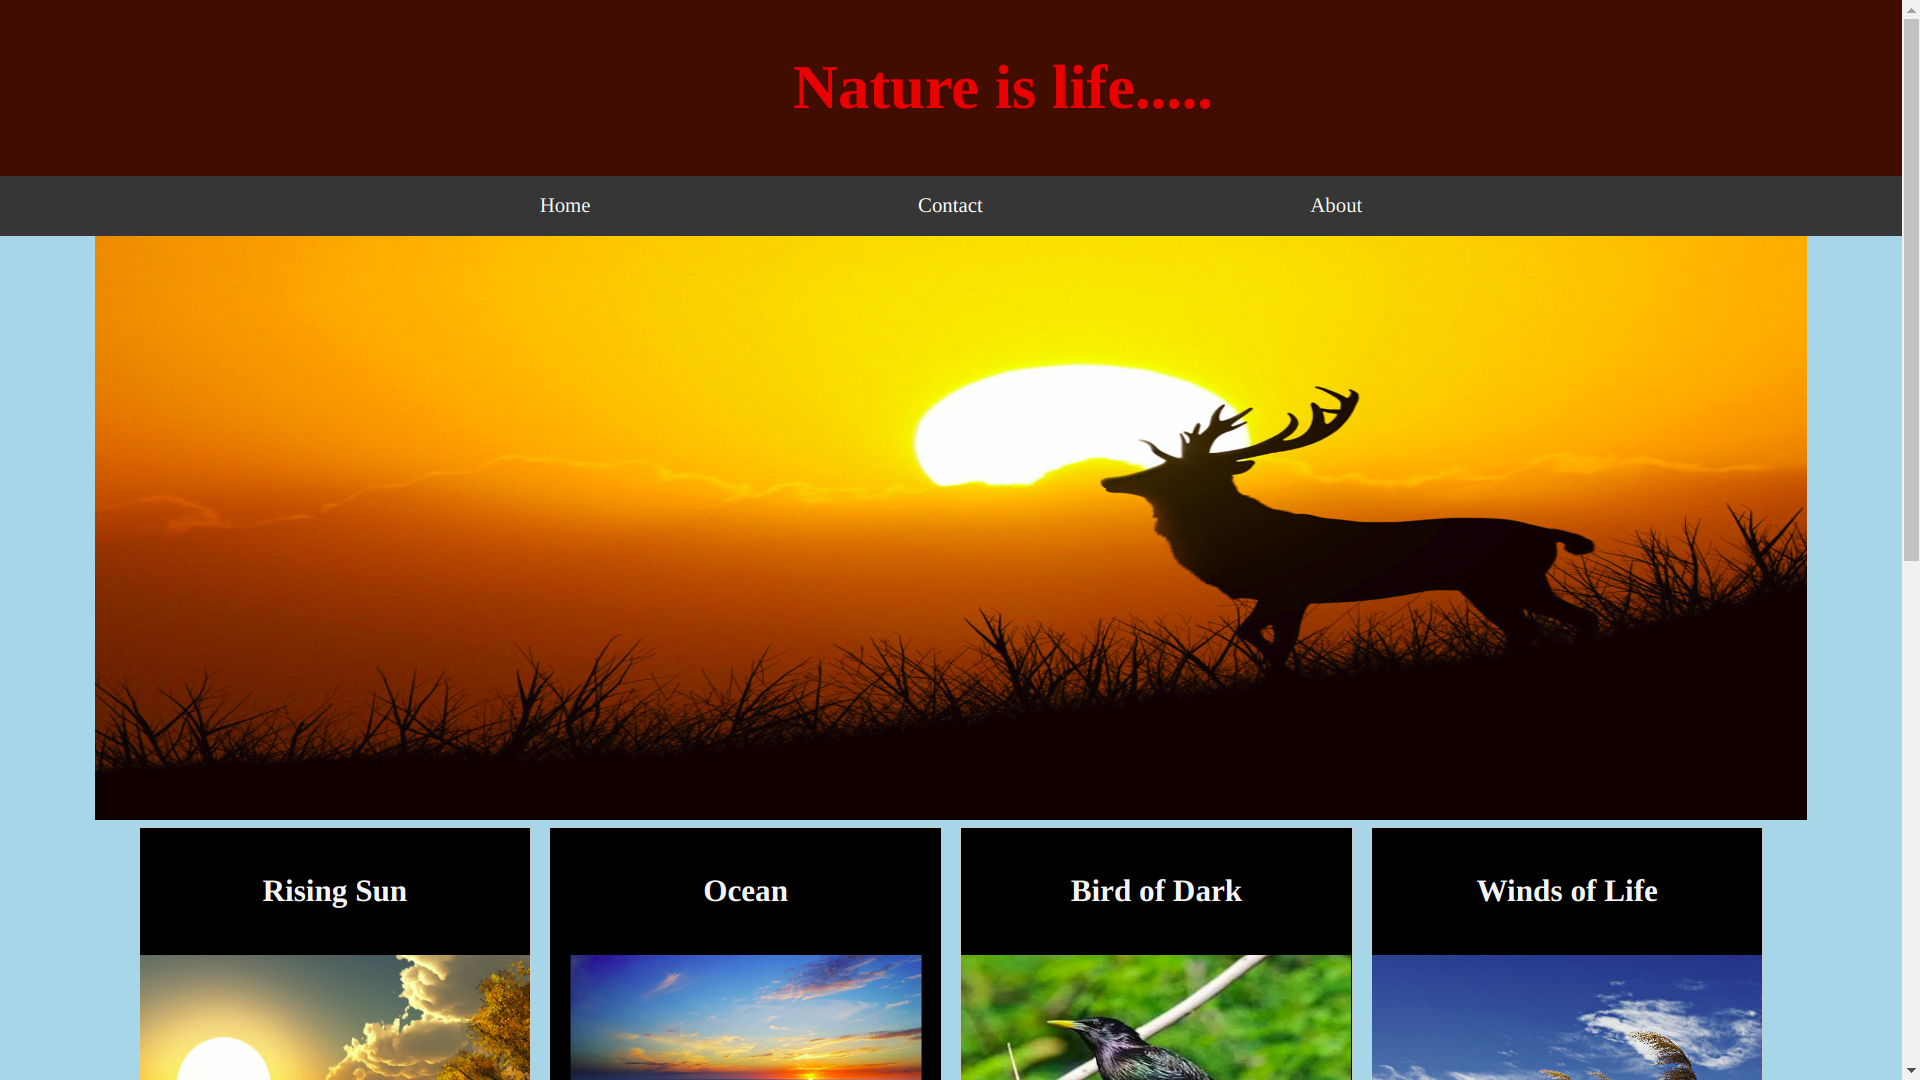 Nature is life.....
Home Contact About
Rising Sun Ocean Bird of Dark Winds of Life